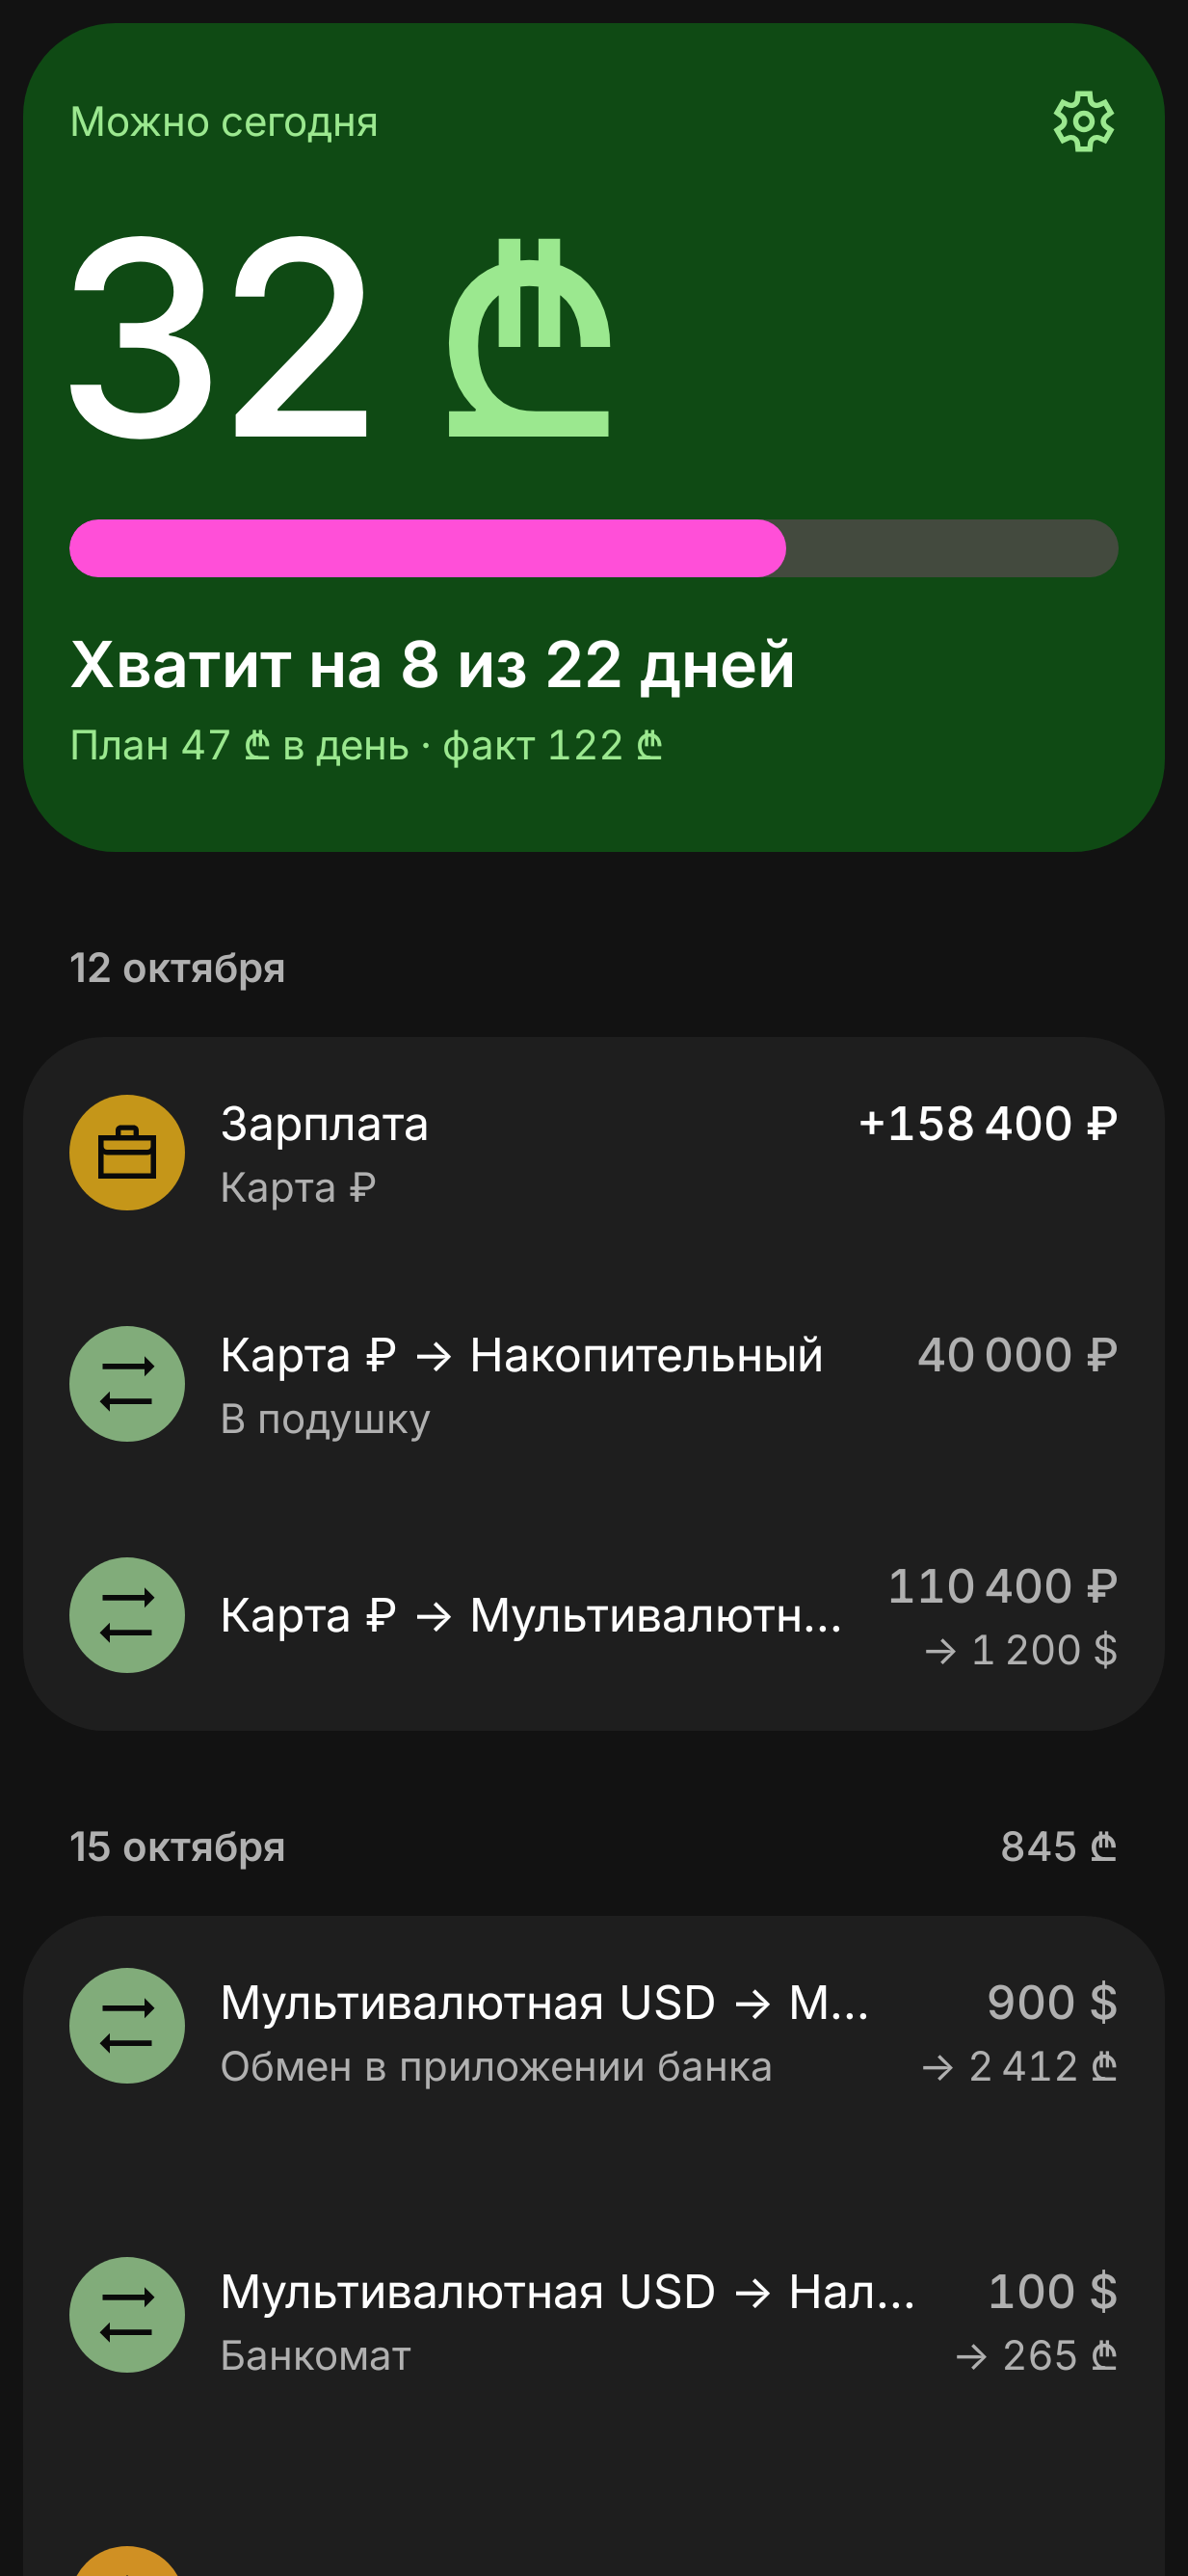 Можно сегодня
32 ₾
Хватит на 8 из 22 дней
План 47 ₾ в день · факт 122 ₾
12 октября
Зарплата +158 400 ₽
Карта ₽
Карта ₽ → Накопительный 40 000 ₽
В подушку
Карта ₽ → Мультивалютн... 110 400 ₽
→ 1 200 $
15 октября 845 ₾
Мультивалютная USD → М... 900 $
Обмен в приложении банка → 2 412 ₾
Мультивалютная USD → Нал... 100 $
Банкомат → 265 ₾